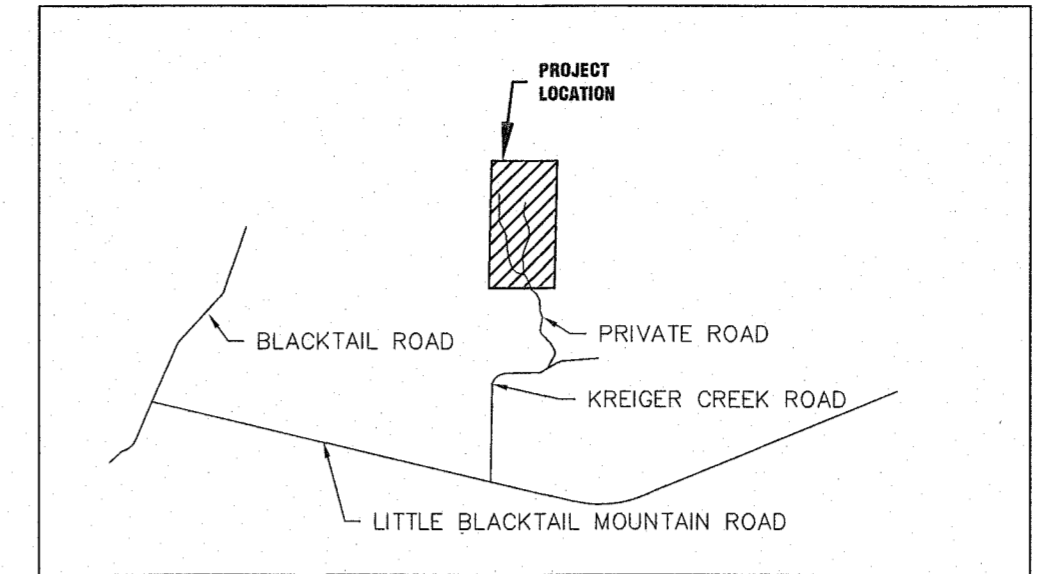 PROJECT
LOCATION
BLACKTAIL ROAD
PRIVATE ROAD
KREIGER CREEK ROAD
LITTLE BLACKTAIL MOUNTAIN ROAD